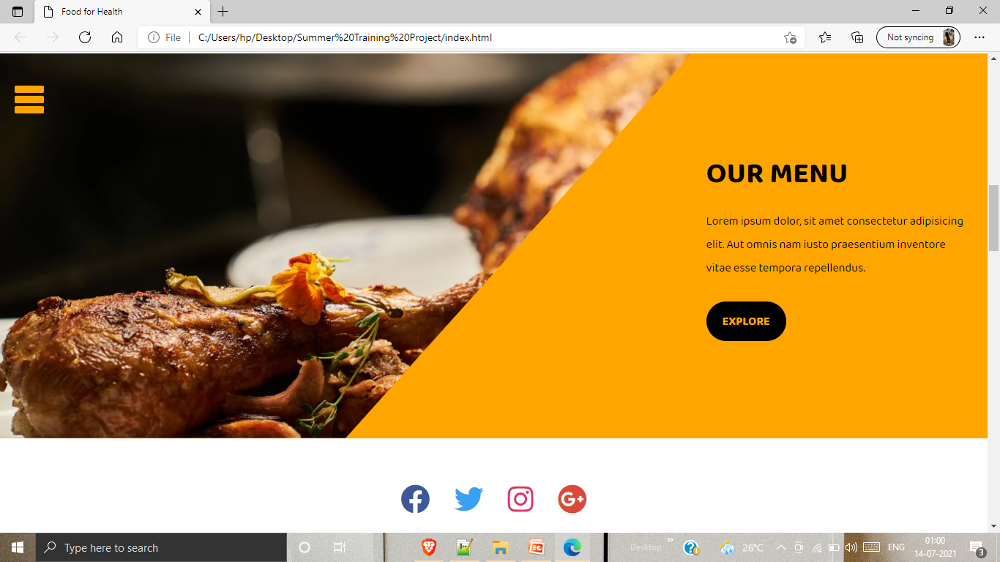 Food for Health
File
C:/Users/hp/Desktop/Summer%20Training%20Project/index.html
Not syncing
OUR MENU
Lorem ipsum dolor, sit amet consectetur adipisicing
elit. Aut omnis nam iusto praesentium inventore
vitae esse tempora repellendus.
EXPLORE
Type here to search
Desktop
26°C
ENG
01:00
14-07-2021
3